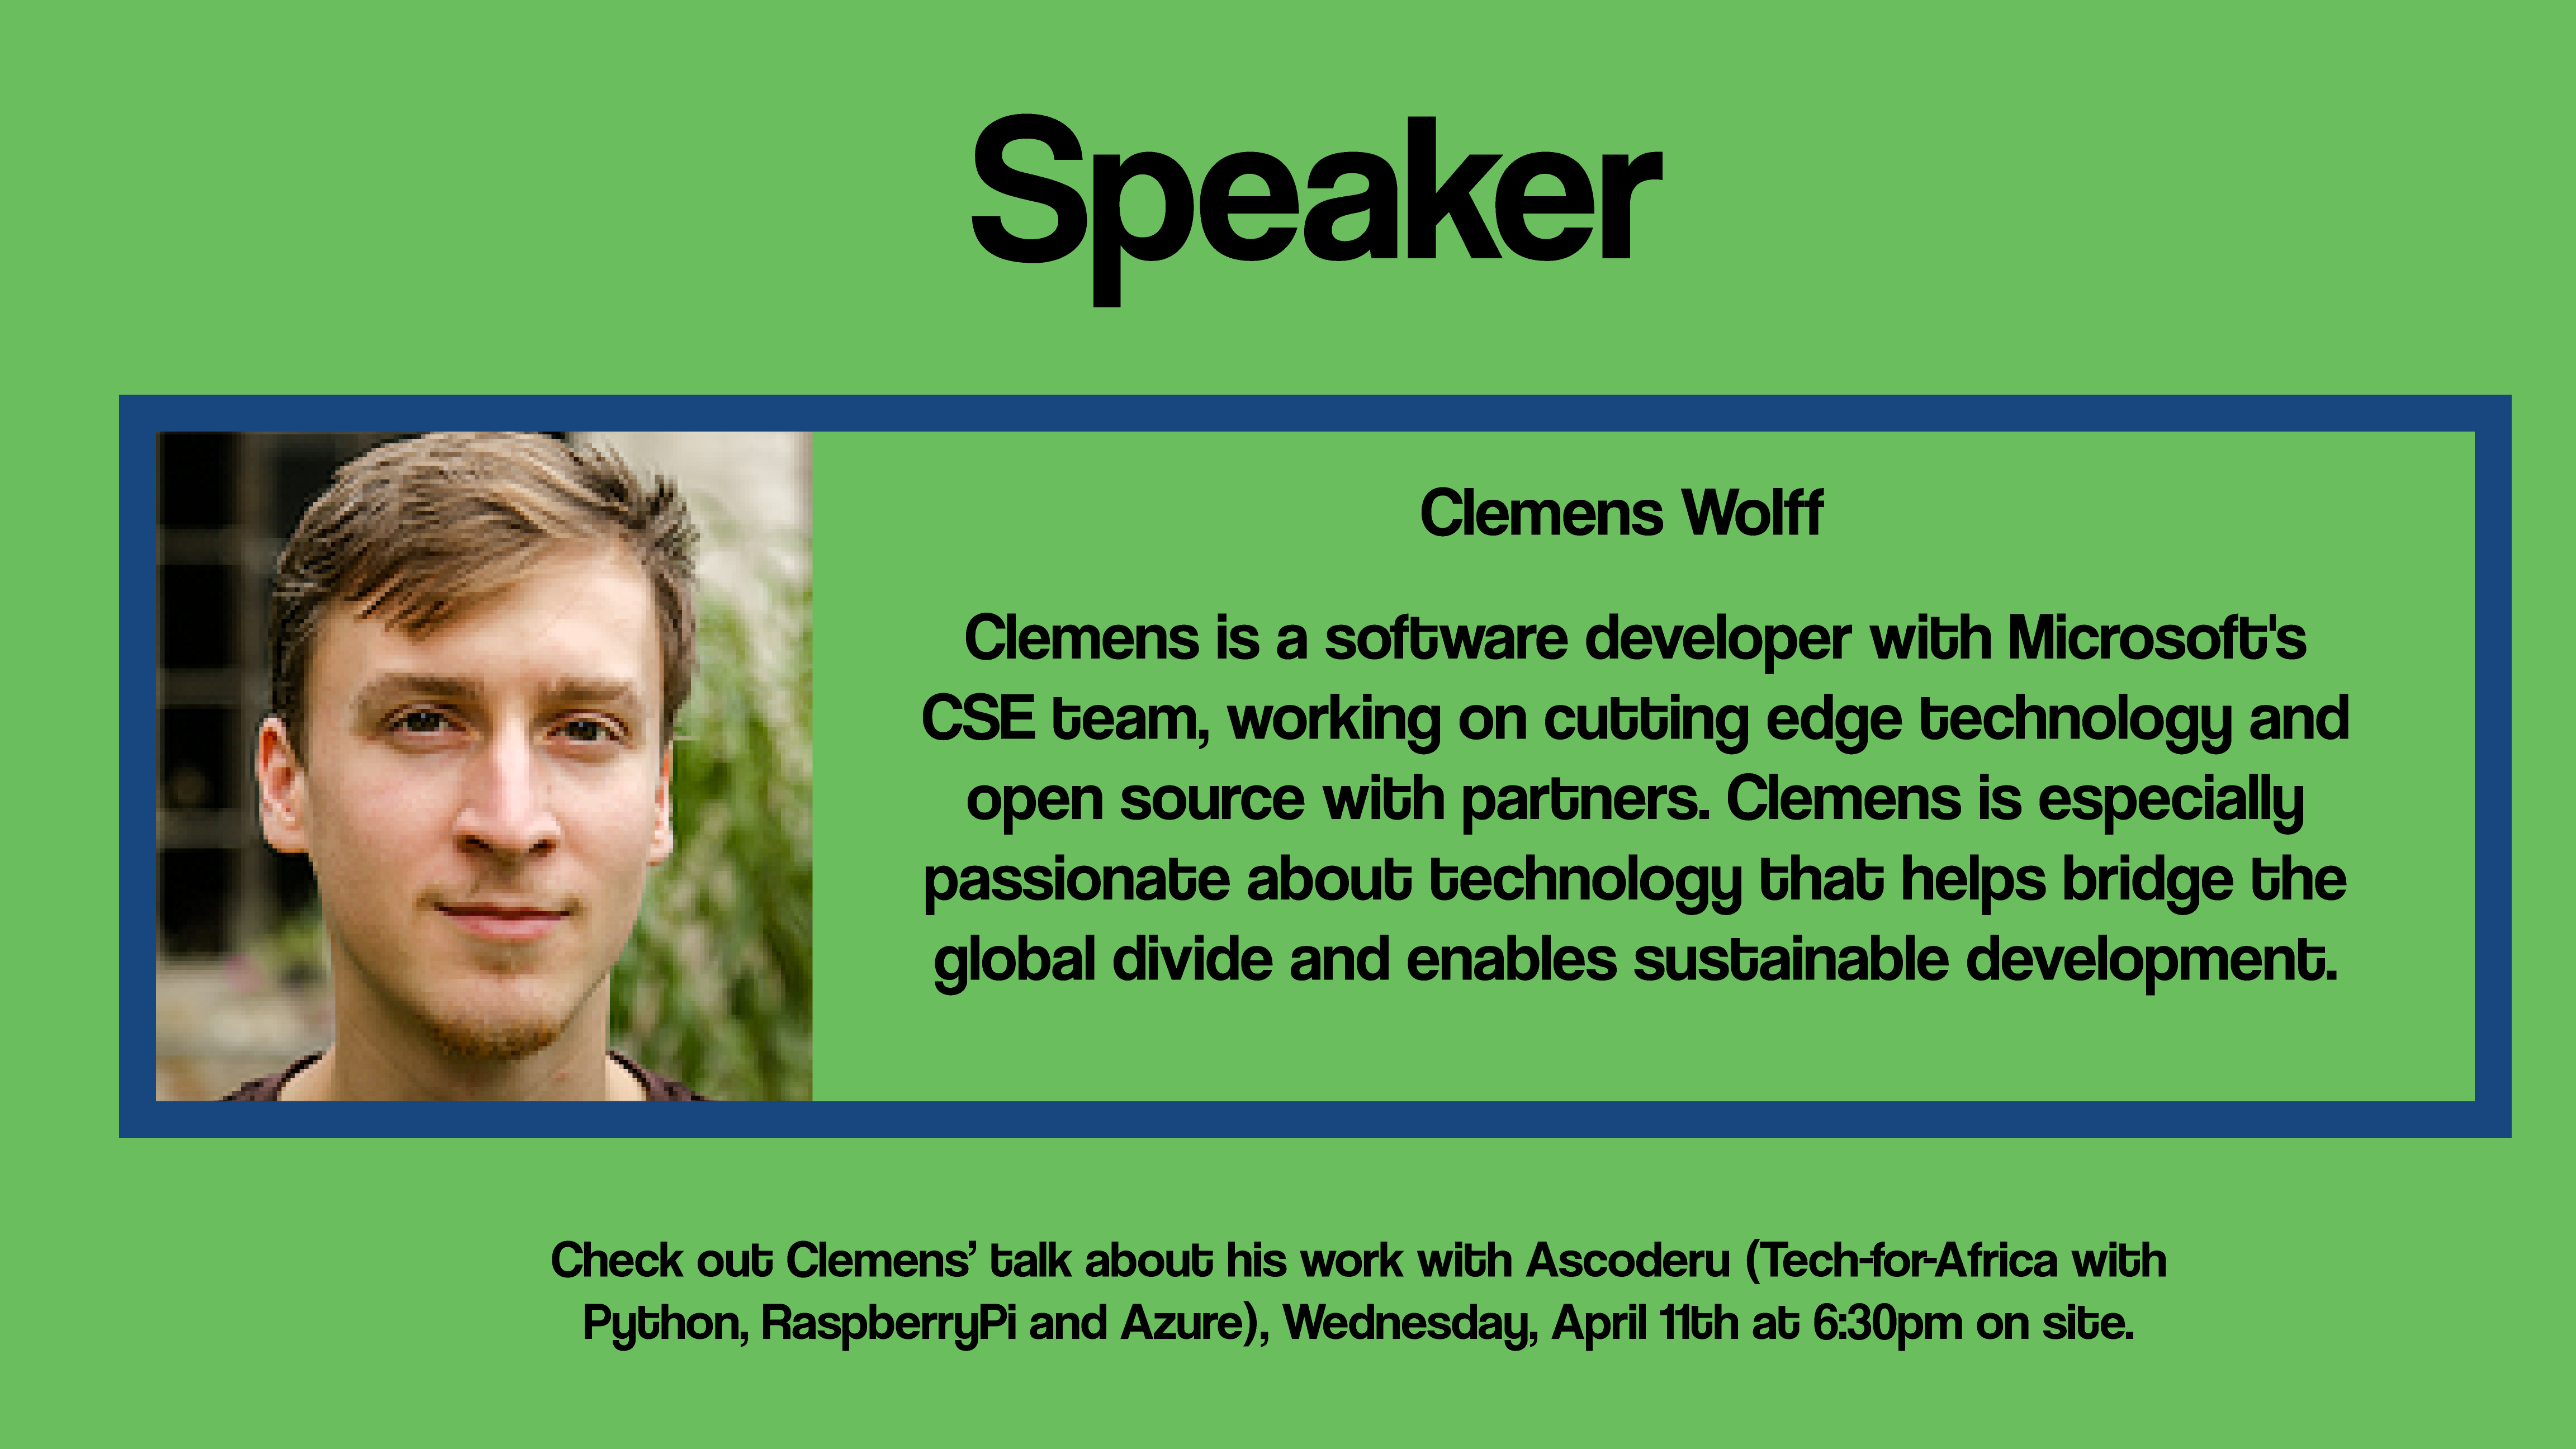 Speaker
Clemens Wolff
Clemens is a software developer with Microsoft's
CSE team, working on cutting edge technology and
open source with partners. Clemens is especially
passionate about technology that helps bridge the
global divide and enables sustainable development.
Check out Clemens’ talk about his work with Ascoderu (Tech-for-Africa with
Python, RaspberryPi and Azure), Wednesday, April 11th at 6:30pm on site.